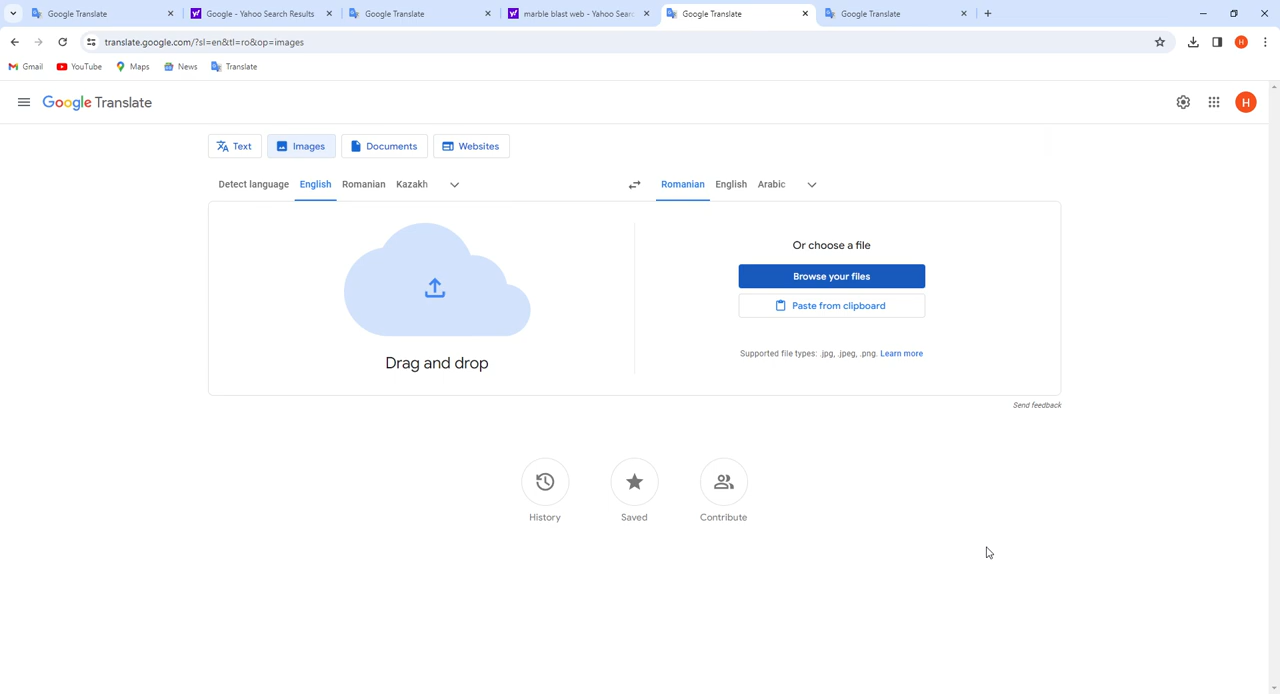 Google Translate
Google - Yahoo Search Results
Google Translate
marble blast web - Yahoo Searc
Google Translate
Google Translate
translate.google.com/?sl=en&tl=ro&op=images
H
Gmail
YouTube
Maps
News
Translate
Google Translate
H
Text
Images
Documents
Websites
Detect language
English
Romanian
Kazakh
Romanian
English
Arabic
Or choose a file
Browse your files
Paste from clipboard
Drag and drop
Supported file types: .jpg, .jpeg, .png. Learn more
Send feedback
History
Saved
Contribute